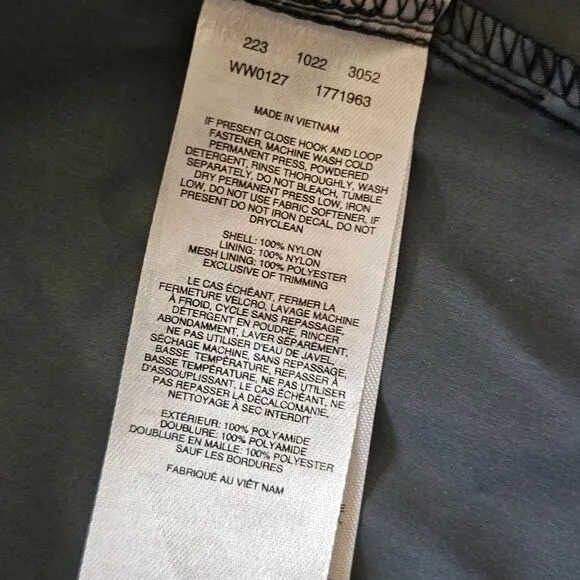 223 1022 3052
WW0127 1771963
MADE IN VIETNAM
IF PRESENT CLOSE HOOK AND LOOP
FASTENER, MACHINE WASH COLD
PERMANENT PRESS, POWDERED
DETERGENT, RINSE THOROUGHLY, WASH
SEPARATELY, DO NOT BLEACH, TUMBLE
DRY PERMANENT PRESS LOW, IRON
LOW, DO NOT USE FABRIC SOFTENER, IF
PRESENT DO NOT IRON DECAL, DO NOT
DRYCLEAN
SHELL: 100% NYLON
LINING: 100% NYLON
MESH LINING: 100% POLYESTER
EXCLUSIVE OF TRIMMING
LE CAS ÉCHÉANT, FERMER LA
FERMETURE VELCRO, LAVAGE MACHINE
À FROID, CYCLE SANS REPASSAGE,
DÉTERGENT EN POUDRE, RINCER
ABONDAMMENT, LAVER SÉPARÉMENT,
NE PAS UTILISER D'EAU DE JAVEL,
SÉCHAGE MACHINE, SANS REPASSAGE,
BASSE TEMPÉRATURE, REPASSER À
BASSE TEMPÉRATURE, NE PAS UTILISER
D'ASSOUPLISSANT, LE CAS ÉCHÉANT, NE
PAS REPASSER LA DÉCALCOMANIE,
NETTOYAGE À SEC INTERDIT
EXTÉRIEUR: 100% POLYAMIDE
DOUBLURE: 100% POLYAMIDE
DOUBLURE EN MAILLE: 100% POLYESTER
SAUF LES BORDURES
FABRIQUÉ AU VIÊT NAM